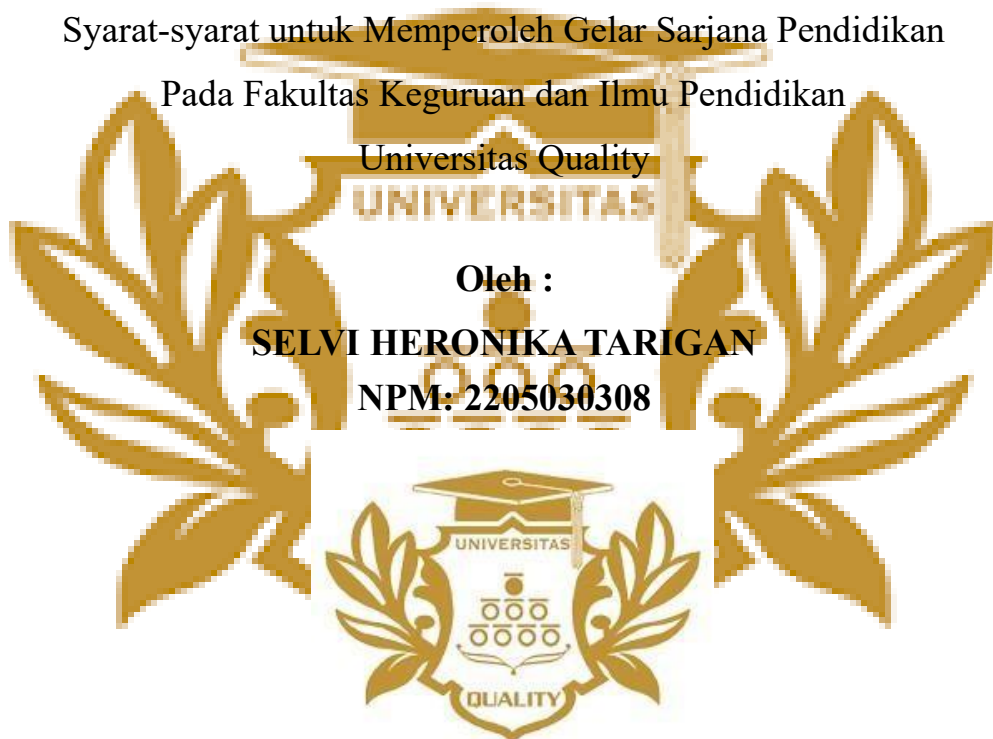 Syarat-syarat untuk Memperoleh Gelar Sarjana Pendidikan
Pada Fakultas Keguruan dan Ilmu Pendidikan
Universitas Quality
UNIVERSITAS
Oleh :
SELVI HERONIKA TARIGAN
NPM: 2205030308
UNIVERSITAS
QUALITY